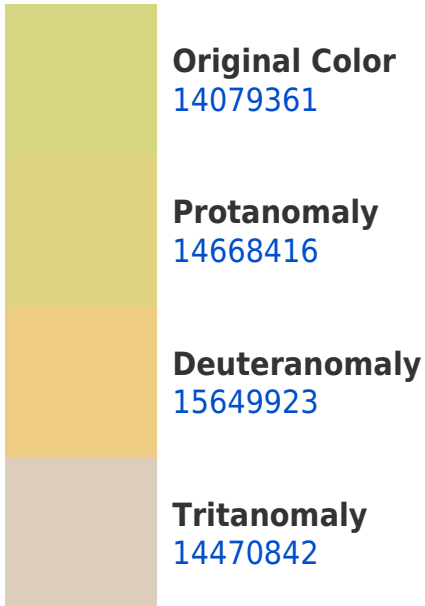 Original Color
14079361
Protanomaly
14668416
Deuteranomaly
15649923
Tritanomaly
14470842